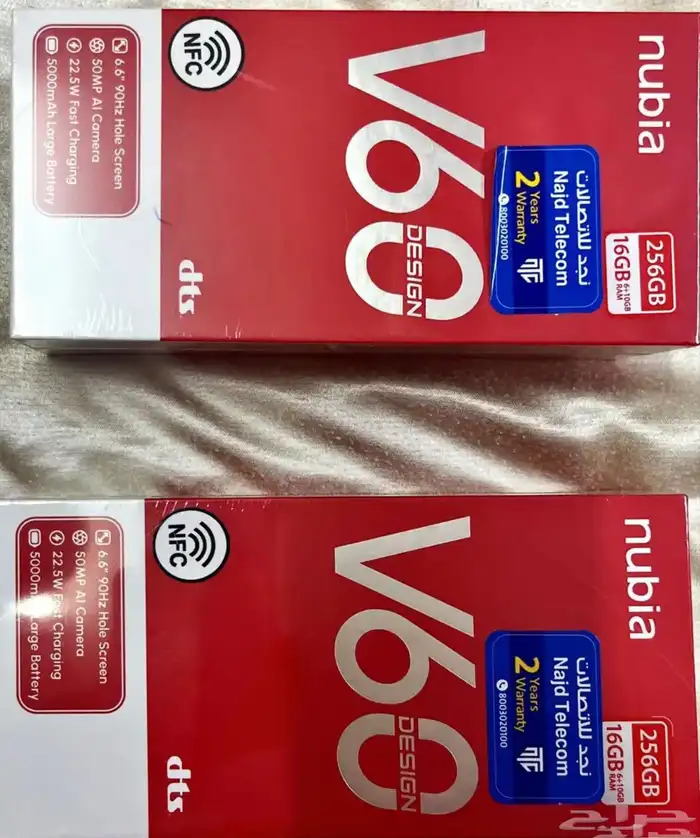 nubia
256GB
16GB 6+10GB RAM
نجد للاتصالات
Najd Telecom
2 Years Warranty
8003020100
V60
DESIGN
NFC
dts
6.6" 90Hz Hole Screen
50MP AI Camera
22.5W Fast Charging
5000mAh Large Battery
nubia
256GB
16GB 6+10GB RAM
نجد للاتصالات
Najd Telecom
2 Years Warranty
8003020100
V60
DESIGN
NFC
dts
6.6" 90Hz Hole Screen
50MP AI Camera
22.5W Fast Charging
5000m Large Battery
حراج